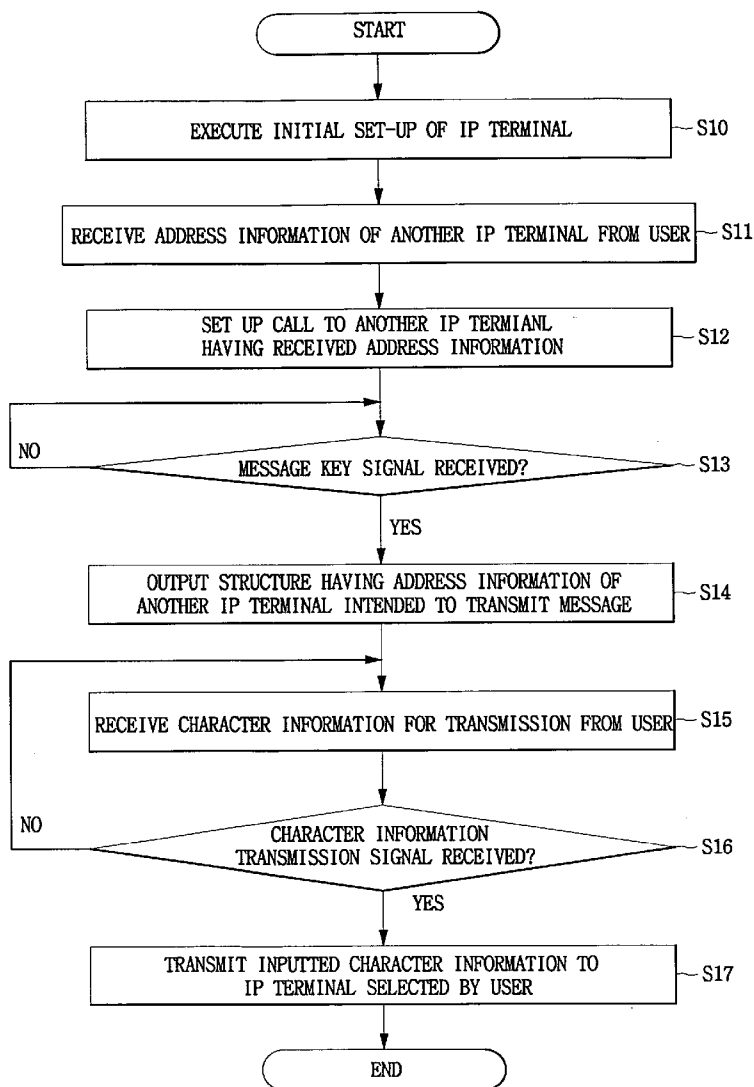 START
EXECUTE INITIAL SET-UP OF IP TERMINAL
S10
RECEIVE ADDRESS INFORMATION OF ANOTHER IP TERMINAL FROM USER
S11
SET UP CALL TO ANOTHER IP TERMIANL
HAVING RECEIVED ADDRESS INFORMATION
S12
NO
MESSAGE KEY SIGNAL RECEIVED?
S13
YES
OUTPUT STRUCTURE HAVING ADDRESS INFORMATION OF
ANOTHER IP TERMINAL INTENDED TO TRANSMIT MESSAGE
S14
RECEIVE CHARACTER INFORMATION FOR TRANSMISSION FROM USER
S15
NO
CHARACTER INFORMATION
TRANSMISSION SIGNAL RECEIVED?
S16
YES
TRANSMIT INPUTTED CHARACTER INFORMATION TO
IP TERMINAL SELECTED BY USER
S17
END